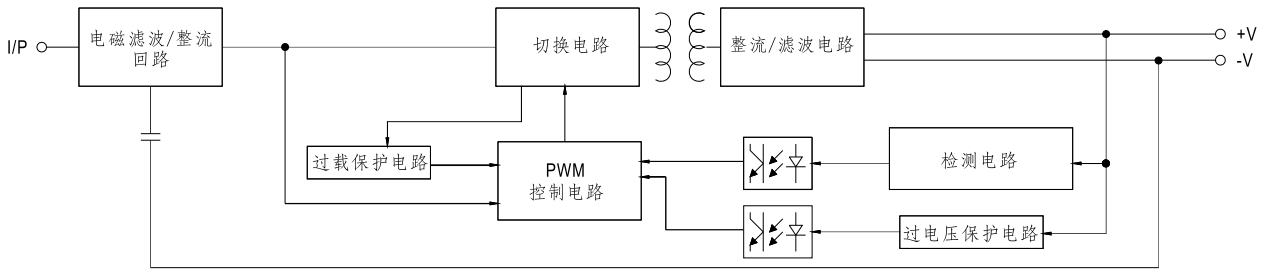 I/P
电磁滤波/整流
回路
切换电路
整流/滤波电路
+V
-V
过载保护电路
PWM
控制电路
检测电路
过电压保护电路